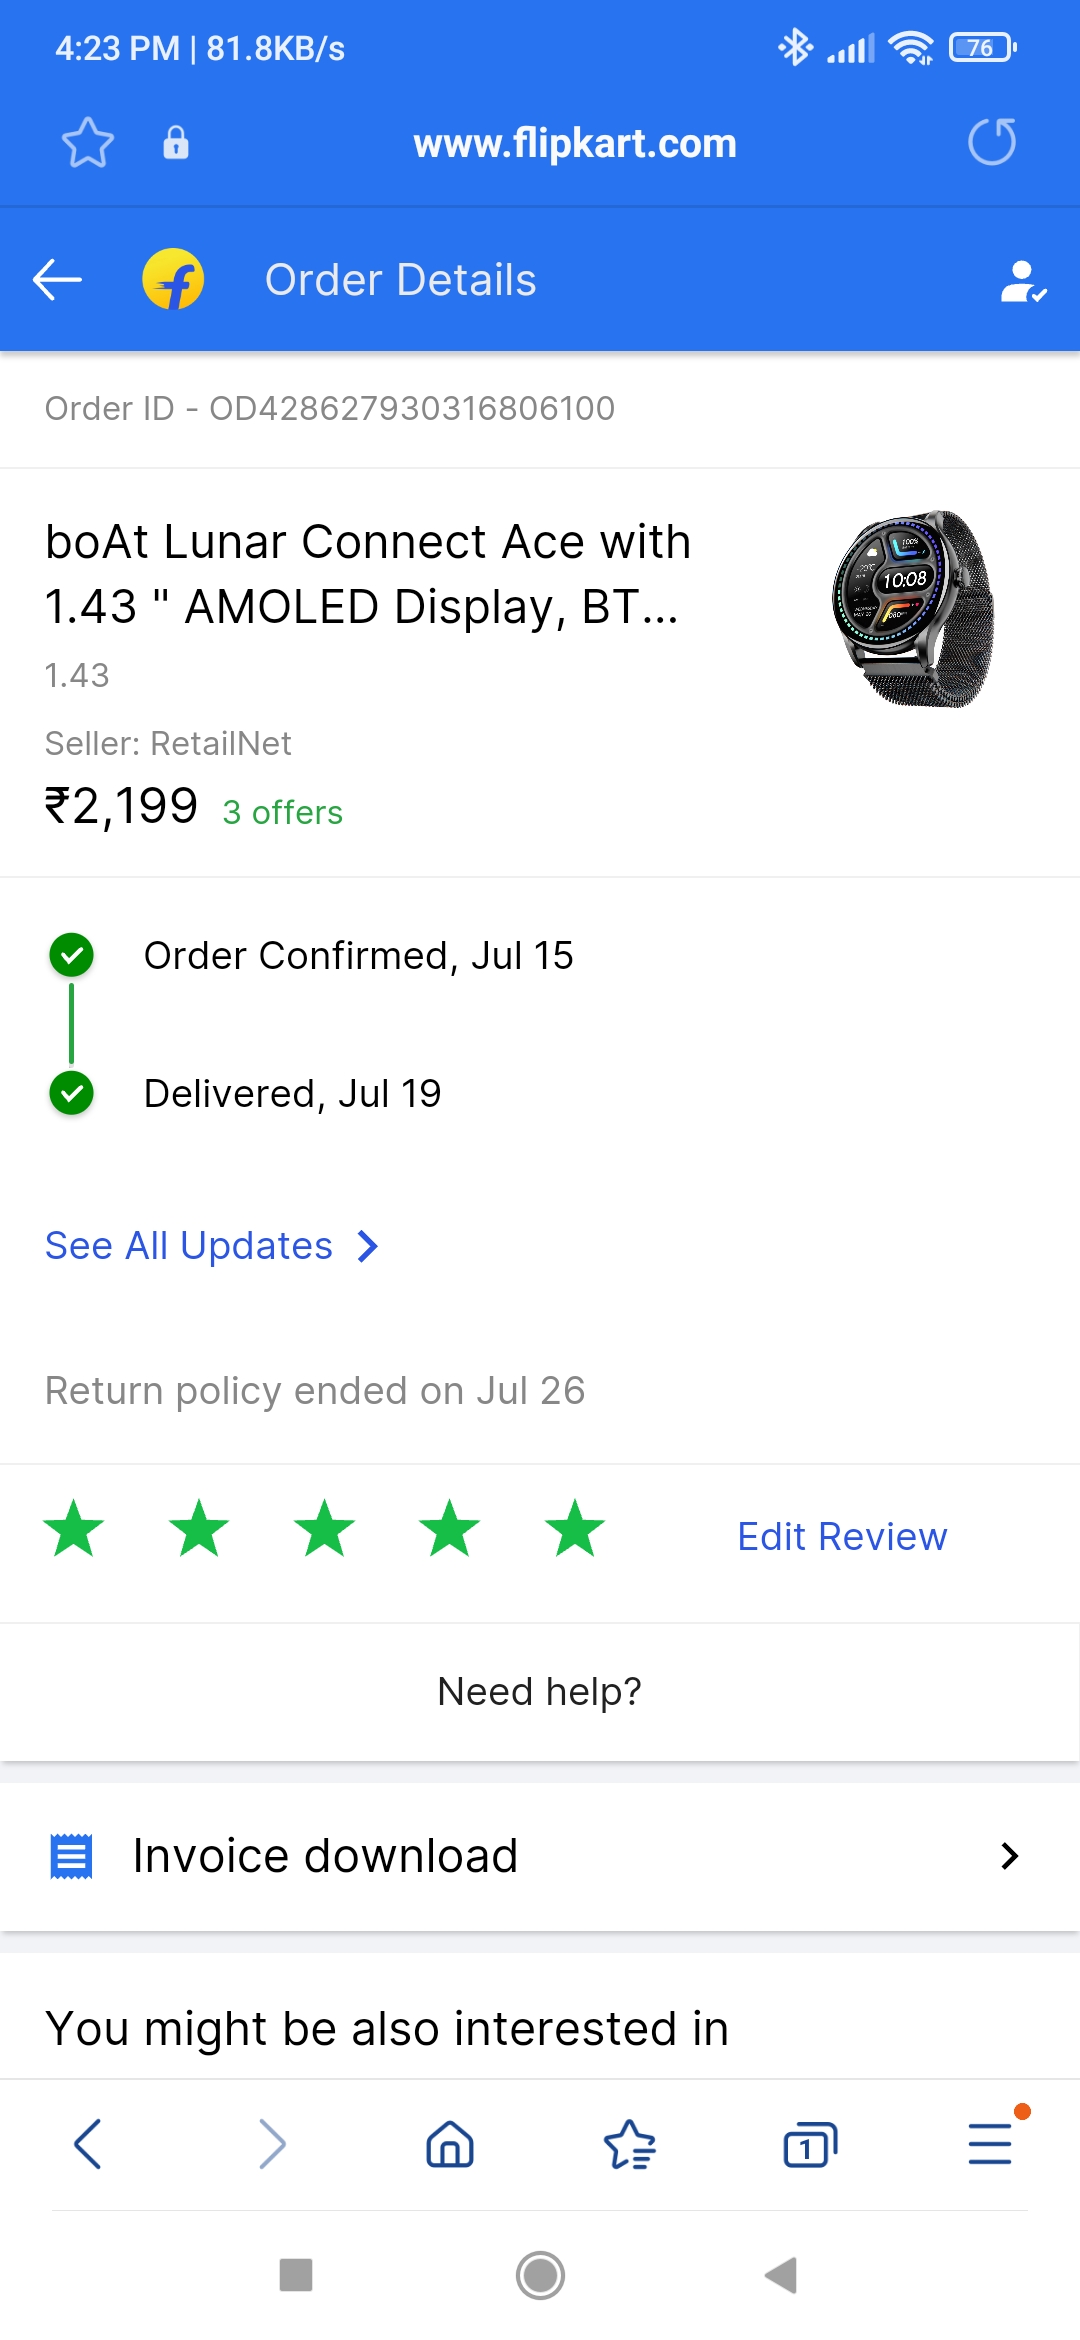 4:23 PM | 81.8KB/s
76
www.flipkart.com
Order Details
Order ID - OD428627930316806100
boAt Lunar Connect Ace with
1.43 " AMOLED Display, BT...
1.43
Seller: RetailNet
₹2,199 3 offers
100%
10:08
Order Confirmed, Jul 15
Delivered, Jul 19
See All Updates
Return policy ended on Jul 26
Edit Review
Need help?
Invoice download
You might be also interested in
1